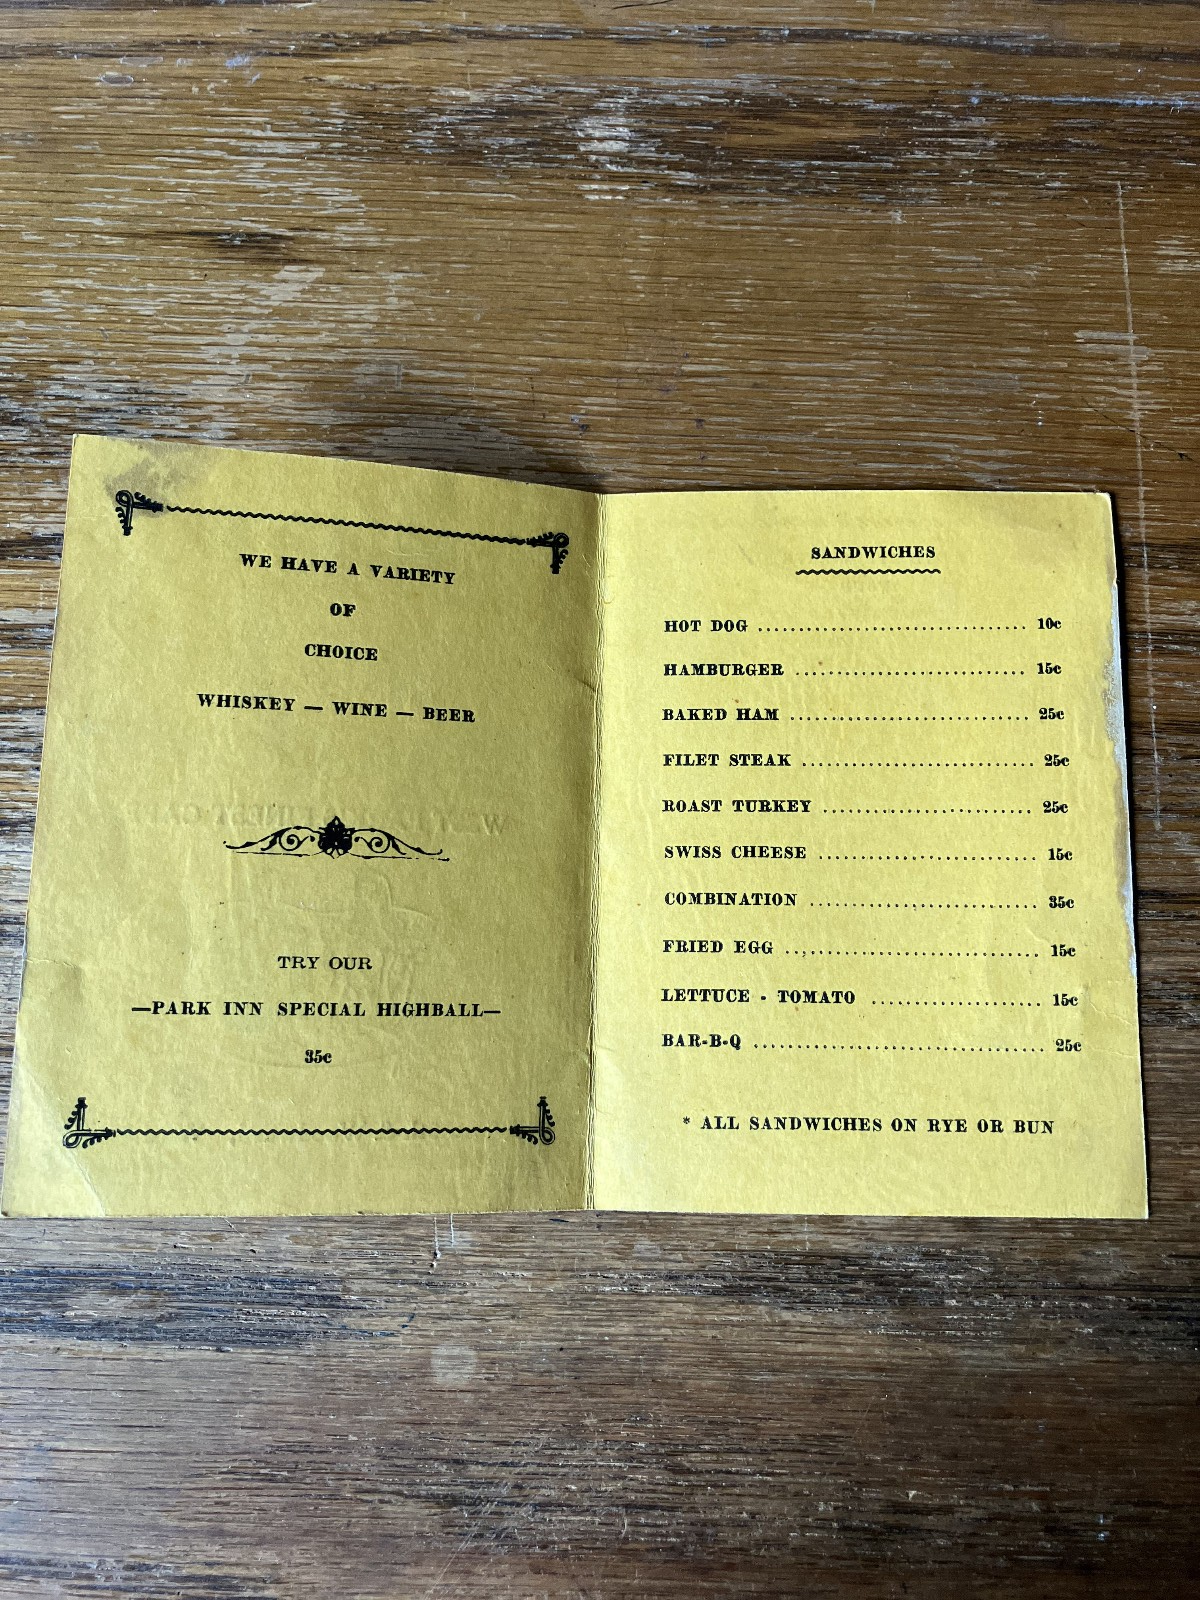 WE HAVE A VARIETY
OF
CHOICE
WHISKEY — WINE — BEER
TRY OUR
—PARK INN SPECIAL HIGHBALL—
35c
SANDWICHES
HOT DOG ................................. 10c
HAMBURGER ............................. 15c
BAKED HAM .............................. 25c
FILET STEAK ............................. 25c
ROAST TURKEY .......................... 25c
SWISS CHEESE ........................... 15c
COMBINATION ............................ 35c
FRIED EGG ............................... 15c
LETTUCE - TOMATO ..................... 15c
BAR-B-Q .................................... 25c
* ALL SANDWICHES ON RYE OR BUN